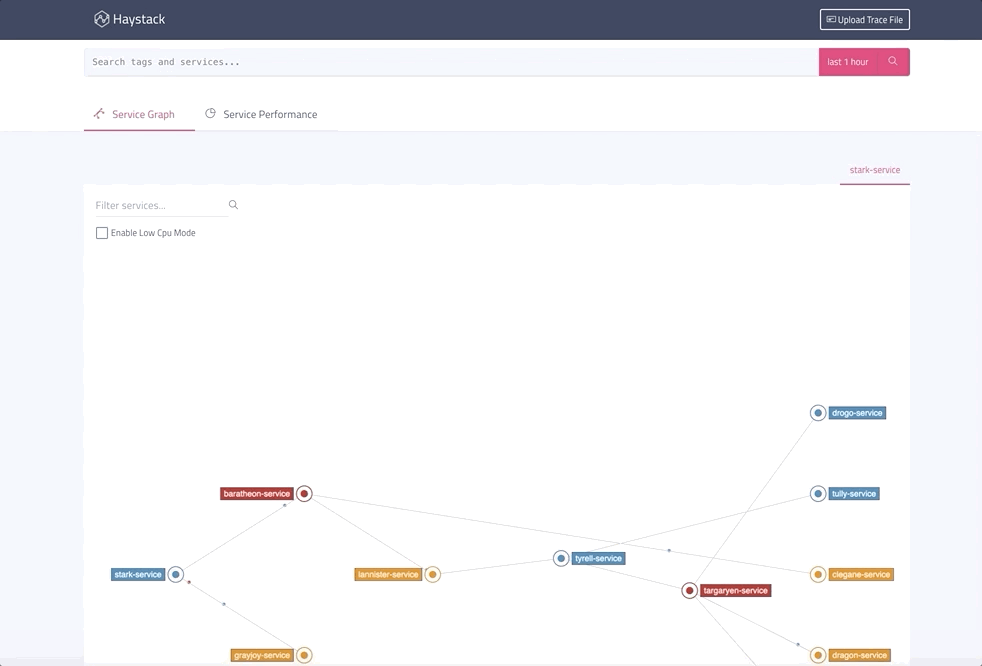 Haystack
Upload Trace File
Search tags and services...
last 1 hour
Service Graph
Service Performance
stark-service
Filter services...
Enable Low Cpu Mode
drogo-service
baratheon-service
tully-service
tyrell-service
stark-service
lannister-service
clegane-service
targaryen-service
grayjoy-service
dragon-service